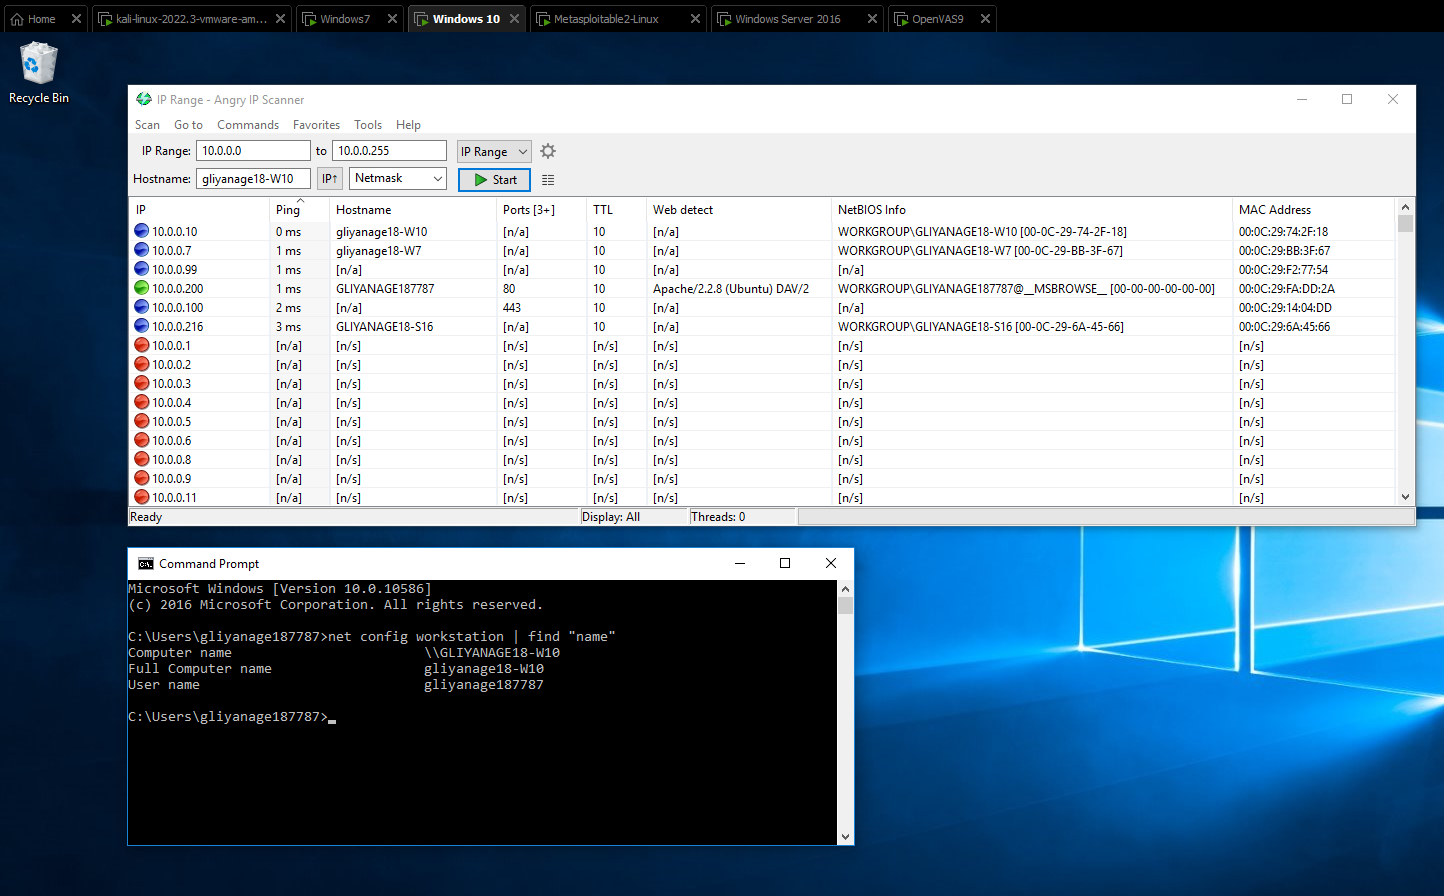 Home kali-linux-2022.3-vmware-am... Windows7 Windows 10 Metasploitable2-Linux Windows Server 2016 OpenVAS9
Recycle Bin
IP Range - Angry IP Scanner
Scan Go to Commands Favorites Tools Help
IP Range: 10.0.0.0 to 10.0.0.255 IP Range
Hostname: gliyanage18-W10 IP↑ Netmask Start
IP Ping Hostname Ports [3+] TTL Web detect NetBIOS Info MAC Address
10.0.0.10 0 ms gliyanage18-W10 [n/a] 10 [n/a] WORKGROUP\GLIYANAGE18-W10 [00-0C-29-74-2F-18] 00:0C:29:74:2F:18
10.0.0.7 1 ms gliyanage18-W7 [n/a] 10 [n/a] WORKGROUP\GLIYANAGE18-W7 [00-0C-29-BB-3F-67] 00:0C:29:BB:3F:67
10.0.0.99 1 ms [n/a] [n/a] 10 [n/a] [n/a] 00:0C:29:F2:77:54
10.0.0.200 1 ms GLIYANAGE187787 80 10 Apache/2.2.8 (Ubuntu) DAV/2 WORKGROUP\GLIYANAGE187787@__MSBROWSE__ [00-00-00-00-00-00] 00:0C:29:FA:DD:2A
10.0.0.100 2 ms [n/a] 443 10 [n/a] [n/a] 00:0C:29:14:04:DD
10.0.0.216 3 ms GLIYANAGE18-S16 [n/a] 10 [n/a] WORKGROUP\GLIYANAGE18-S16 [00-0C-29-6A-45-66] 00:0C:29:6A:45:66
10.0.0.1 [n/a] [n/s] [n/s] [n/s] [n/s] [n/s] [n/s]
10.0.0.2 [n/a] [n/s] [n/s] [n/s] [n/s] [n/s] [n/s]
10.0.0.3 [n/a] [n/s] [n/s] [n/s] [n/s] [n/s] [n/s]
10.0.0.4 [n/a] [n/s] [n/s] [n/s] [n/s] [n/s] [n/s]
10.0.0.5 [n/a] [n/s] [n/s] [n/s] [n/s] [n/s] [n/s]
10.0.0.6 [n/a] [n/s] [n/s] [n/s] [n/s] [n/s] [n/s]
10.0.0.8 [n/a] [n/s] [n/s] [n/s] [n/s] [n/s] [n/s]
10.0.0.9 [n/a] [n/s] [n/s] [n/s] [n/s] [n/s] [n/s]
10.0.0.11 [n/a] [n/s] [n/s] [n/s] [n/s] [n/s] [n/s]
Ready Display: All Threads: 0
Command Prompt
Microsoft Windows [Version 10.0.10586]
(c) 2016 Microsoft Corporation. All rights reserved.
C:\Users\gliyanage187787>net config workstation | find "name"
Computer name \\GLIYANAGE18-W10
Full Computer name gliyanage18-W10
User name gliyanage187787
C:\Users\gliyanage187787>